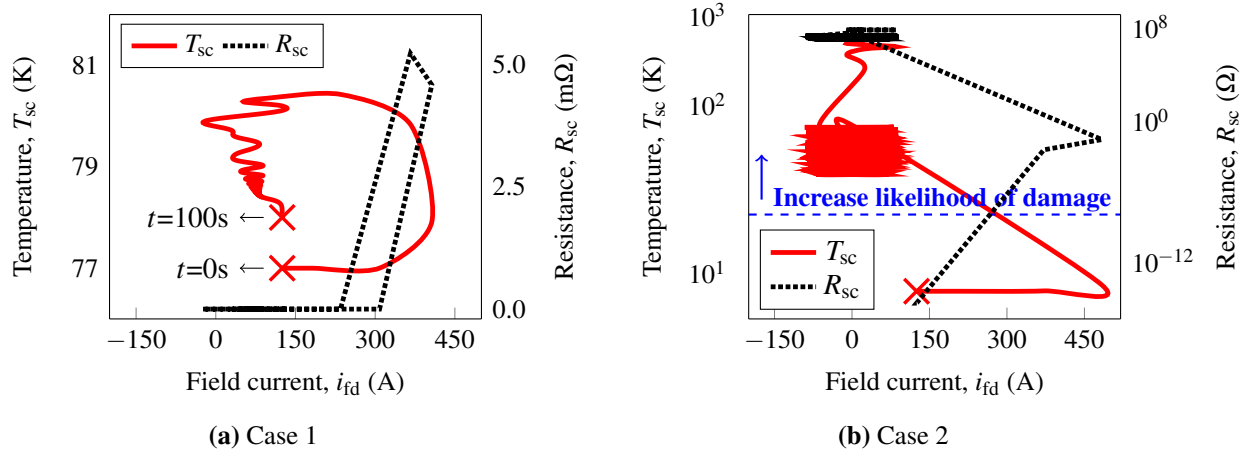 Temperature, T_sc (K)
81
79
77
T_sc R_sc
t=100s ←
t=0s ←
5.0
2.5
0.0
Resistance, R_sc (mΩ)
−150 0 150 300 450
Field current, i_fd (A)
(a) Case 1
Temperature, T_sc (K)
10^3
10^2
10^1
Increase likelihood of damage
T_sc
R_sc
10^8
10^0
10^−12
Resistance, R_sc (Ω)
−150 0 150 300 450
Field current, i_fd (A)
(b) Case 2